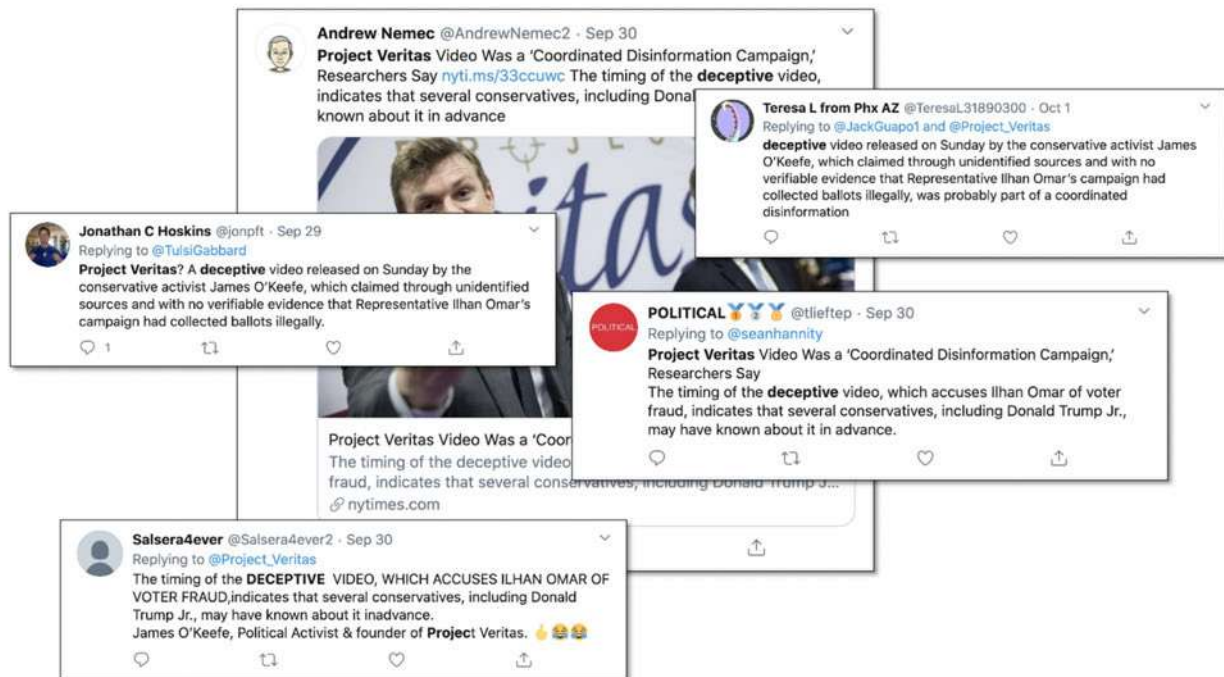 Andrew Nemec @AndrewNemec2 · Sep 30
Project Veritas Video Was a ‘Coordinated Disinformation Campaign,’
Researchers Say nyti.ms/33ccuwc The timing of the deceptive video,
indicates that several conservatives, including
known about it in advance
Teresa L from Phx AZ @TeresaL31890300 · Oct 1
Replying to @JackGuapo1 and @Project_Veritas
deceptive video released on Sunday by the conservative activist James
O’Keefe, which claimed through unidentified sources and with no
verifiable evidence that Representative Ilhan Omar’s campaign had
collected ballots illegally, was probably part of a coordinated
disinformation
Jonathan C Hoskins @jonpft · Sep 29
Replying to @TulsiGabbard
Project Veritas? A deceptive video released on Sunday by the
conservative activist James O’Keefe, which claimed through unidentified
sources and with no verifiable evidence that Representative Ilhan Omar’s
campaign had collected ballots illegally.
1
POLITICAL
POLITICAL🥇🥈🥇 @tlieftep · Sep 30
Replying to @seanhannity
Project Veritas Video Was a ‘Coordinated Disinformation Campaign,’
Researchers Say
The timing of the deceptive video, which accuses Ilhan Omar of voter
fraud, indicates that several conservatives, including Donald Trump Jr.,
may have known about it in advance.
Project Veritas Video Was a
The timing of the deceptive video
fraud, indicates that several conservatives, including Donald Trump J...
nytimes.com
Salsera4ever @Salsera4ever2 · Sep 30
Replying to @Project_Veritas
The timing of the DECEPTIVE VIDEO, WHICH ACCUSES ILHAN OMAR OF
VOTER FRAUD,indicates that several conservatives, including Donald
Trump Jr., may have known about it inadvance.
James O’Keefe, Political Activist & founder of Project Veritas. 👆😂😂